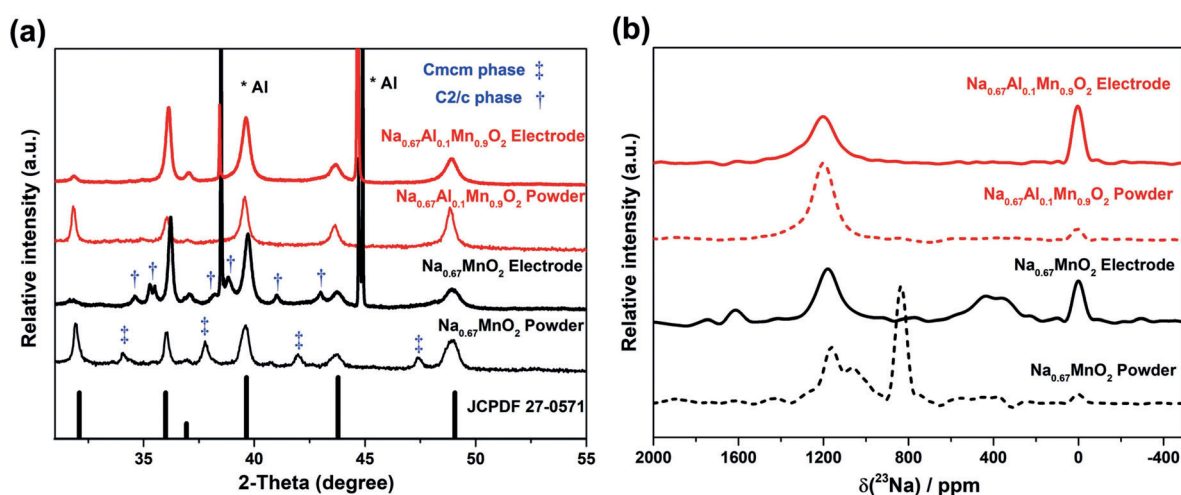 (a)
Relative intensity (a.u.)
* Al
* Al
Cmcm phase ‡
C2/c phase †
Na₀.₆₇Al₀.₁Mn₀.₉O₂ Electrode
Na₀.₆₇Al₀.₁Mn₀.₉O₂ Powder
† † † † † †
Na₀.₆₇MnO₂ Electrode
‡ ‡ ‡ ‡
Na₀.₆₇MnO₂ Powder
JCPDF 27-0571
35 40 45 50 55
2-Theta (degree)
(b)
Relative intensity (a.u.)
Na₀.₆₇Al₀.₁Mn₀.₉O₂ Electrode
Na₀.₆₇Al₀.₁Mn₀.₉O₂ Powder
Na₀.₆₇MnO₂ Electrode
Na₀.₆₇MnO₂ Powder
2000 1600 1200 800 400 0 -400
δ(²³Na) / ppm